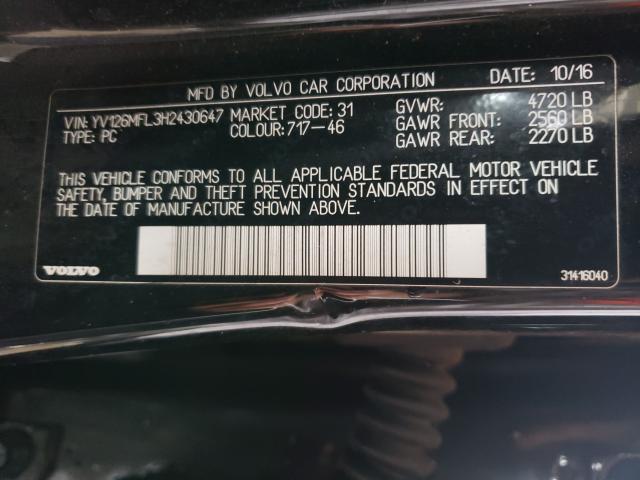 MFD BY VOLVO CAR CORPORATION DATE: 10/16
VIN: YV126MFL3H2430647 MARKET CODE: 31 GVWR: 4720 LB
TYPE: PC COLOUR: 717-46 GAWR FRONT: 2560 LB
GAWR REAR: 2270 LB
THIS VEHICLE CONFORMS TO ALL APPLICABLE FEDERAL MOTOR VEHICLE
SAFETY, BUMPER AND THEFT PREVENTION STANDARDS IN EFFECT ON
THE DATE OF MANUFACTURE SHOWN ABOVE.
VOLVO 31416040